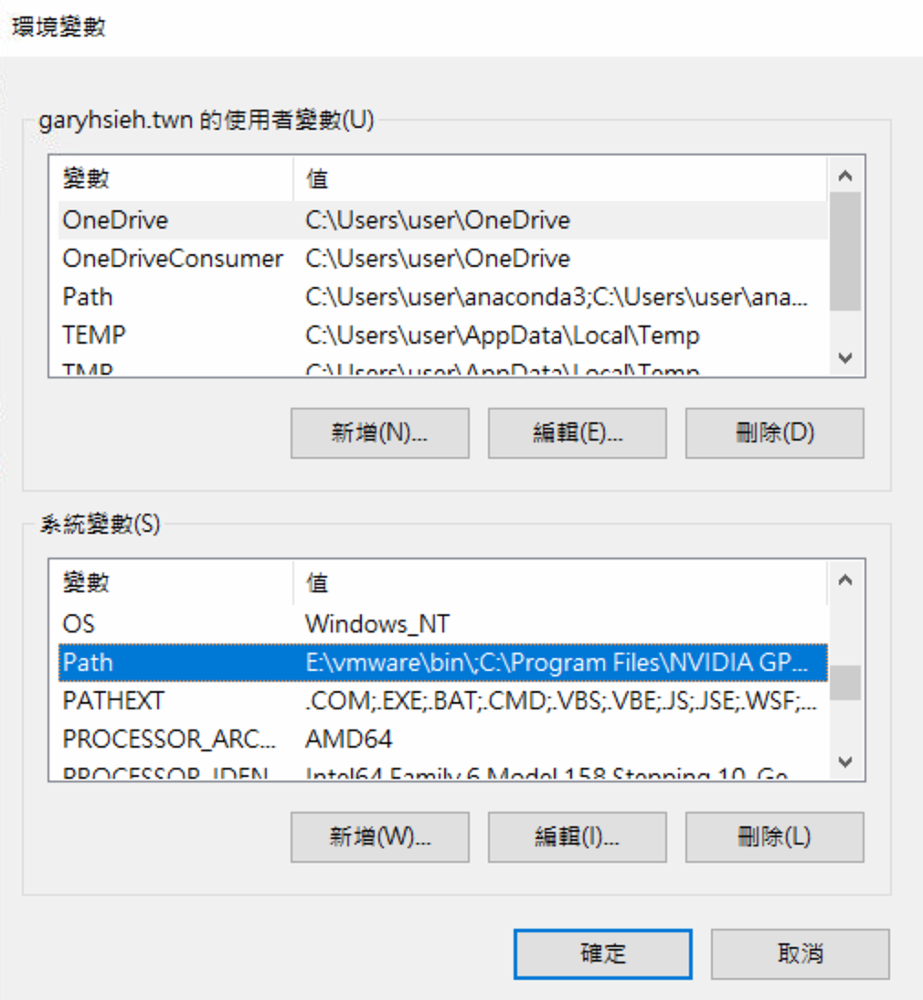 環境變數
garyhsieh.twn 的使用者變數(U)
變數 值
OneDrive C:\Users\user\OneDrive
OneDriveConsumer C:\Users\user\OneDrive
Path C:\Users\user\anaconda3;C:\Users\user\ana...
TEMP C:\Users\user\AppData\Local\Temp
TMP C:\Users\user\AppData\Local\Temp
新增(N)... 編輯(E)... 刪除(D)
系統變數(S)
變數 值
OS Windows_NT
Path E:\vmware\bin\;C:\Program Files\NVIDIA GP...
PATHEXT .COM;.EXE;.BAT;.CMD;.VBS;.VBE;.JS;.JSE;.WSF;...
PROCESSOR_ARC... AMD64
PROCESSOR_IDEN... Intel64 Family 6 Model 158 Stepping 10, Ge...
新增(W)... 編輯(I)... 刪除(L)
確定 取消